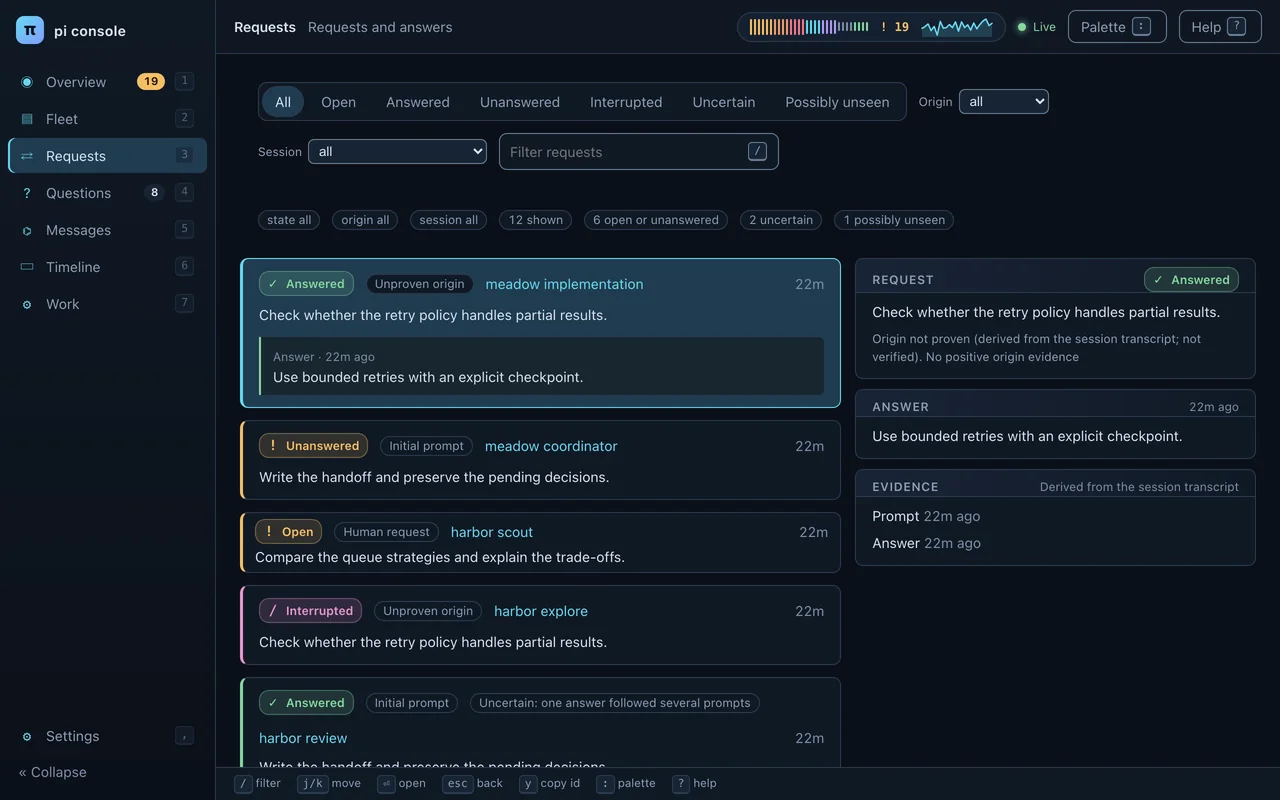 π pi console
Overview 19 1
Fleet 2
Requests 3
? Questions 8 4
Messages 5
Timeline 6
Work 7
Settings ,
« Collapse
Requests Requests and answers
! 19
Live
Palette :
Help ?
All Open Answered Unanswered Interrupted Uncertain Possibly unseen
Origin all
Session all
Filter requests /
state all origin all session all 12 shown 6 open or unanswered 2 uncertain 1 possibly unseen
✓ Answered Unproven origin meadow implementation 22m
Check whether the retry policy handles partial results.
Answer · 22m ago
Use bounded retries with an explicit checkpoint.
! Unanswered Initial prompt meadow coordinator 22m
Write the handoff and preserve the pending decisions.
! Open Human request harbor scout 22m
Compare the queue strategies and explain the trade-offs.
/ Interrupted Unproven origin harbor explore 22m
Check whether the retry policy handles partial results.
✓ Answered Initial prompt Uncertain: one answer followed several prompts
harbor review 22m
Write the handoff and preserve the pending decisions.
REQUEST ✓ Answered
Check whether the retry policy handles partial results.
Origin not proven (derived from the session transcript; not
verified). No positive origin evidence
ANSWER 22m ago
Use bounded retries with an explicit checkpoint.
EVIDENCE Derived from the session transcript
Prompt 22m ago
Answer 22m ago
/ filter j/k move ⏎ open esc back y copy id : palette ? help